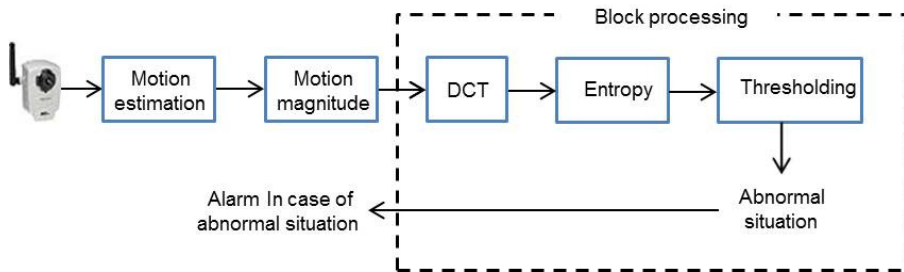 Block processing
Motion
estimation
Motion
magnitude
DCT
Entropy
Thresholding
Alarm In case of
abnormal situation
Abnormal
situation